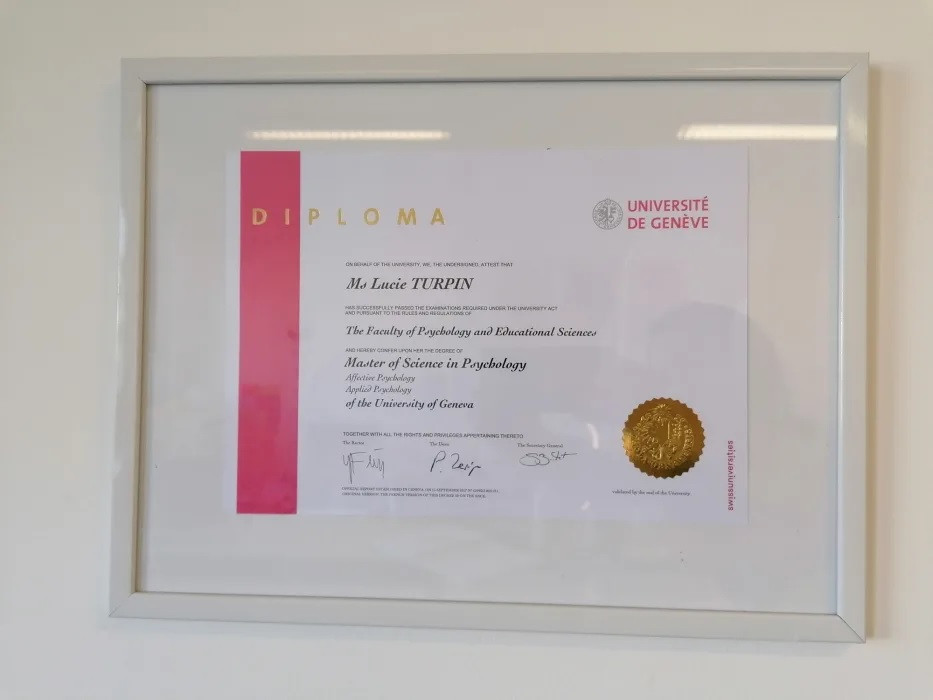 DIPLOMA
UNIVERSITÉ
DE GENÈVE
ON BEHALF OF THE UNIVERSITY, WE, THE UNDERSIGNED, ATTEST THAT
Ms Lucie TURPIN
HAS SUCCESSFULLY PASSED THE EXAMINATIONS REQUIRED UNDER THE UNIVERSITY ACT
AND PURSUANT TO THE RULES AND REGULATIONS OF
The Faculty of Psychology and Educational Sciences
AND HEREBY CONFER UPON HER THE DEGREE OF
Master of Science in Psychology
Affective Psychology
Applied Psychology
of the University of Geneva
TOGETHER WITH ALL THE RIGHTS AND PRIVILEGES APPERTAINING THERETO
The Rector
The Dean
The Secretary General
validated by the seal of the University
swissuniversities